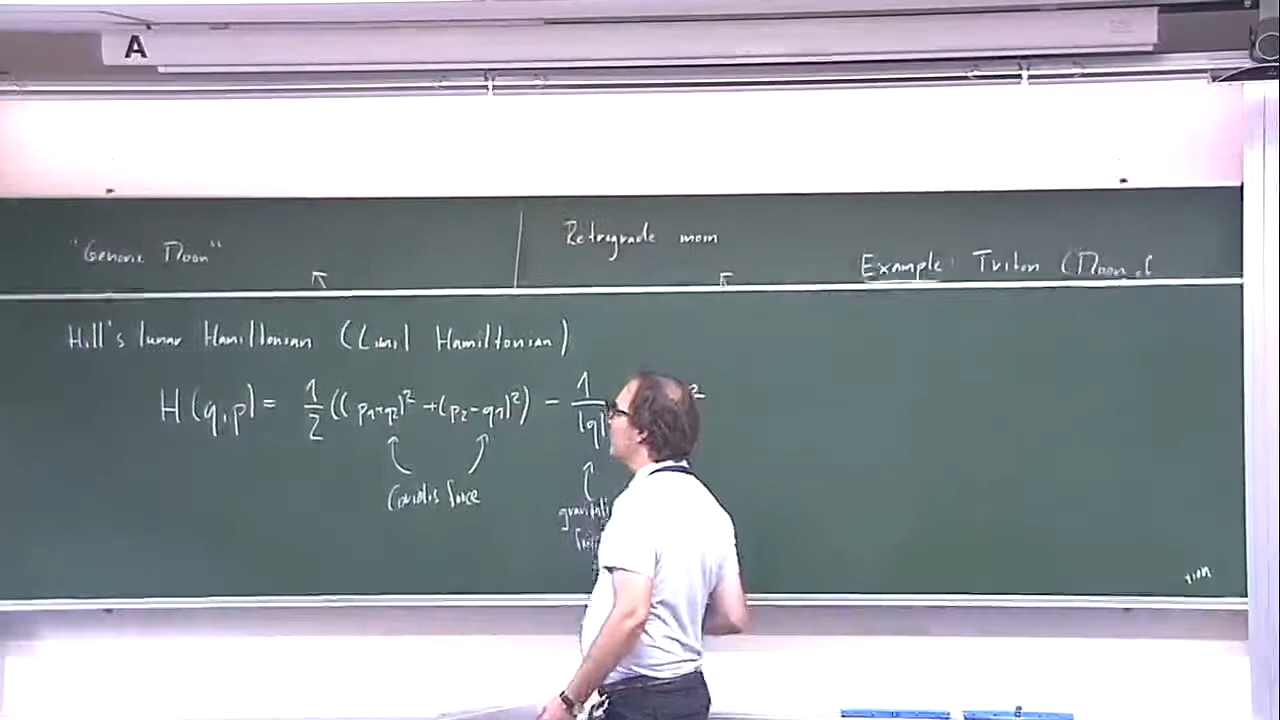 A
"Generic Moon"
Retrograde moon
Example: Triton (Moon of
Hill's lunar Hamiltonian (Limit Hamiltonian)
H(q,p) = 1/2 ((p₁+q₂)² + (p₂-q₁)²) - 1/|q| ²
Coriolis force